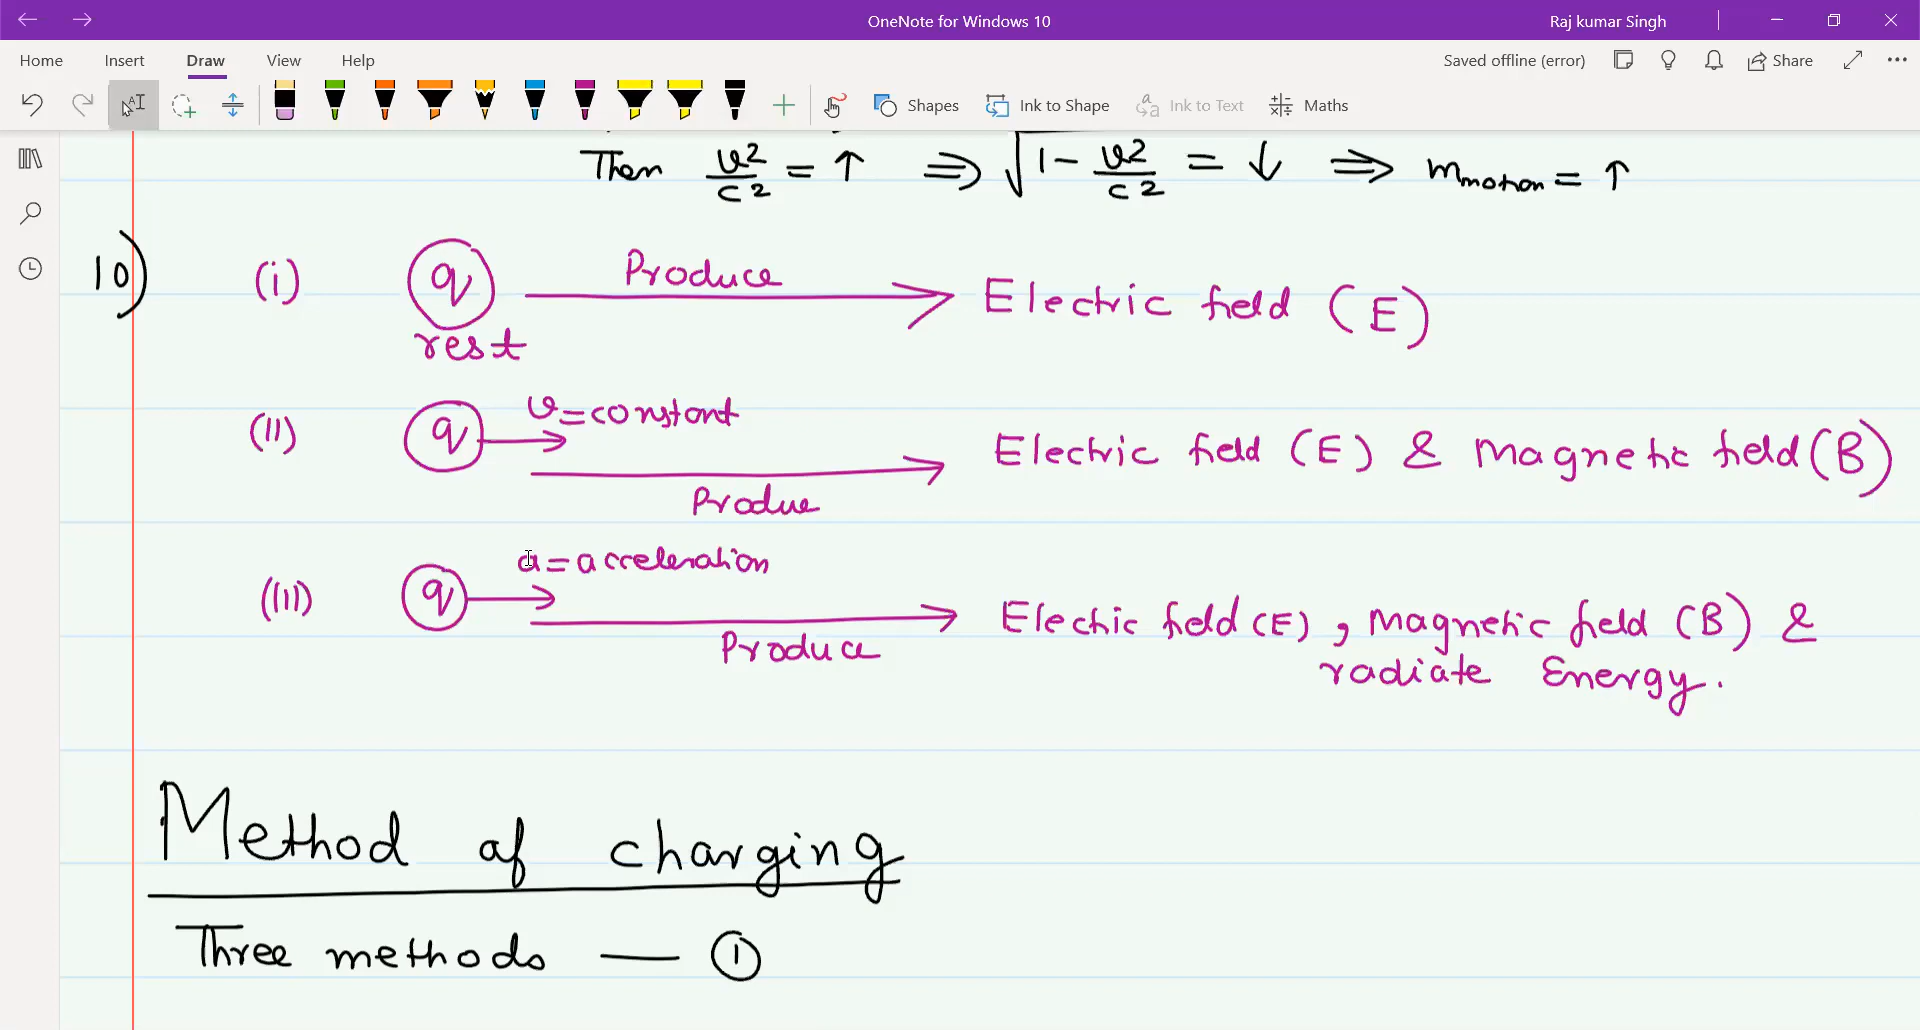 OneNote for Windows 10
Raj kumar Singh
Home Insert Draw View Help
Saved offline (error)
Share
Shapes
Ink to Shape
Ink to Text
Maths
Then v²/c² = ↑ ⇒ √1 - v²/c² = ↓ ⇒ m motion = ↑
10) (i) q Produce Electric field (E)
rest
(II) q v = constant
Electric field (E) & Magnetic field (B)
Produe
(III) q a = acceleration
Electric field (E), Magnetic field (B) &
Produce
radiate Energy.
Method of charging
Three methods — ①